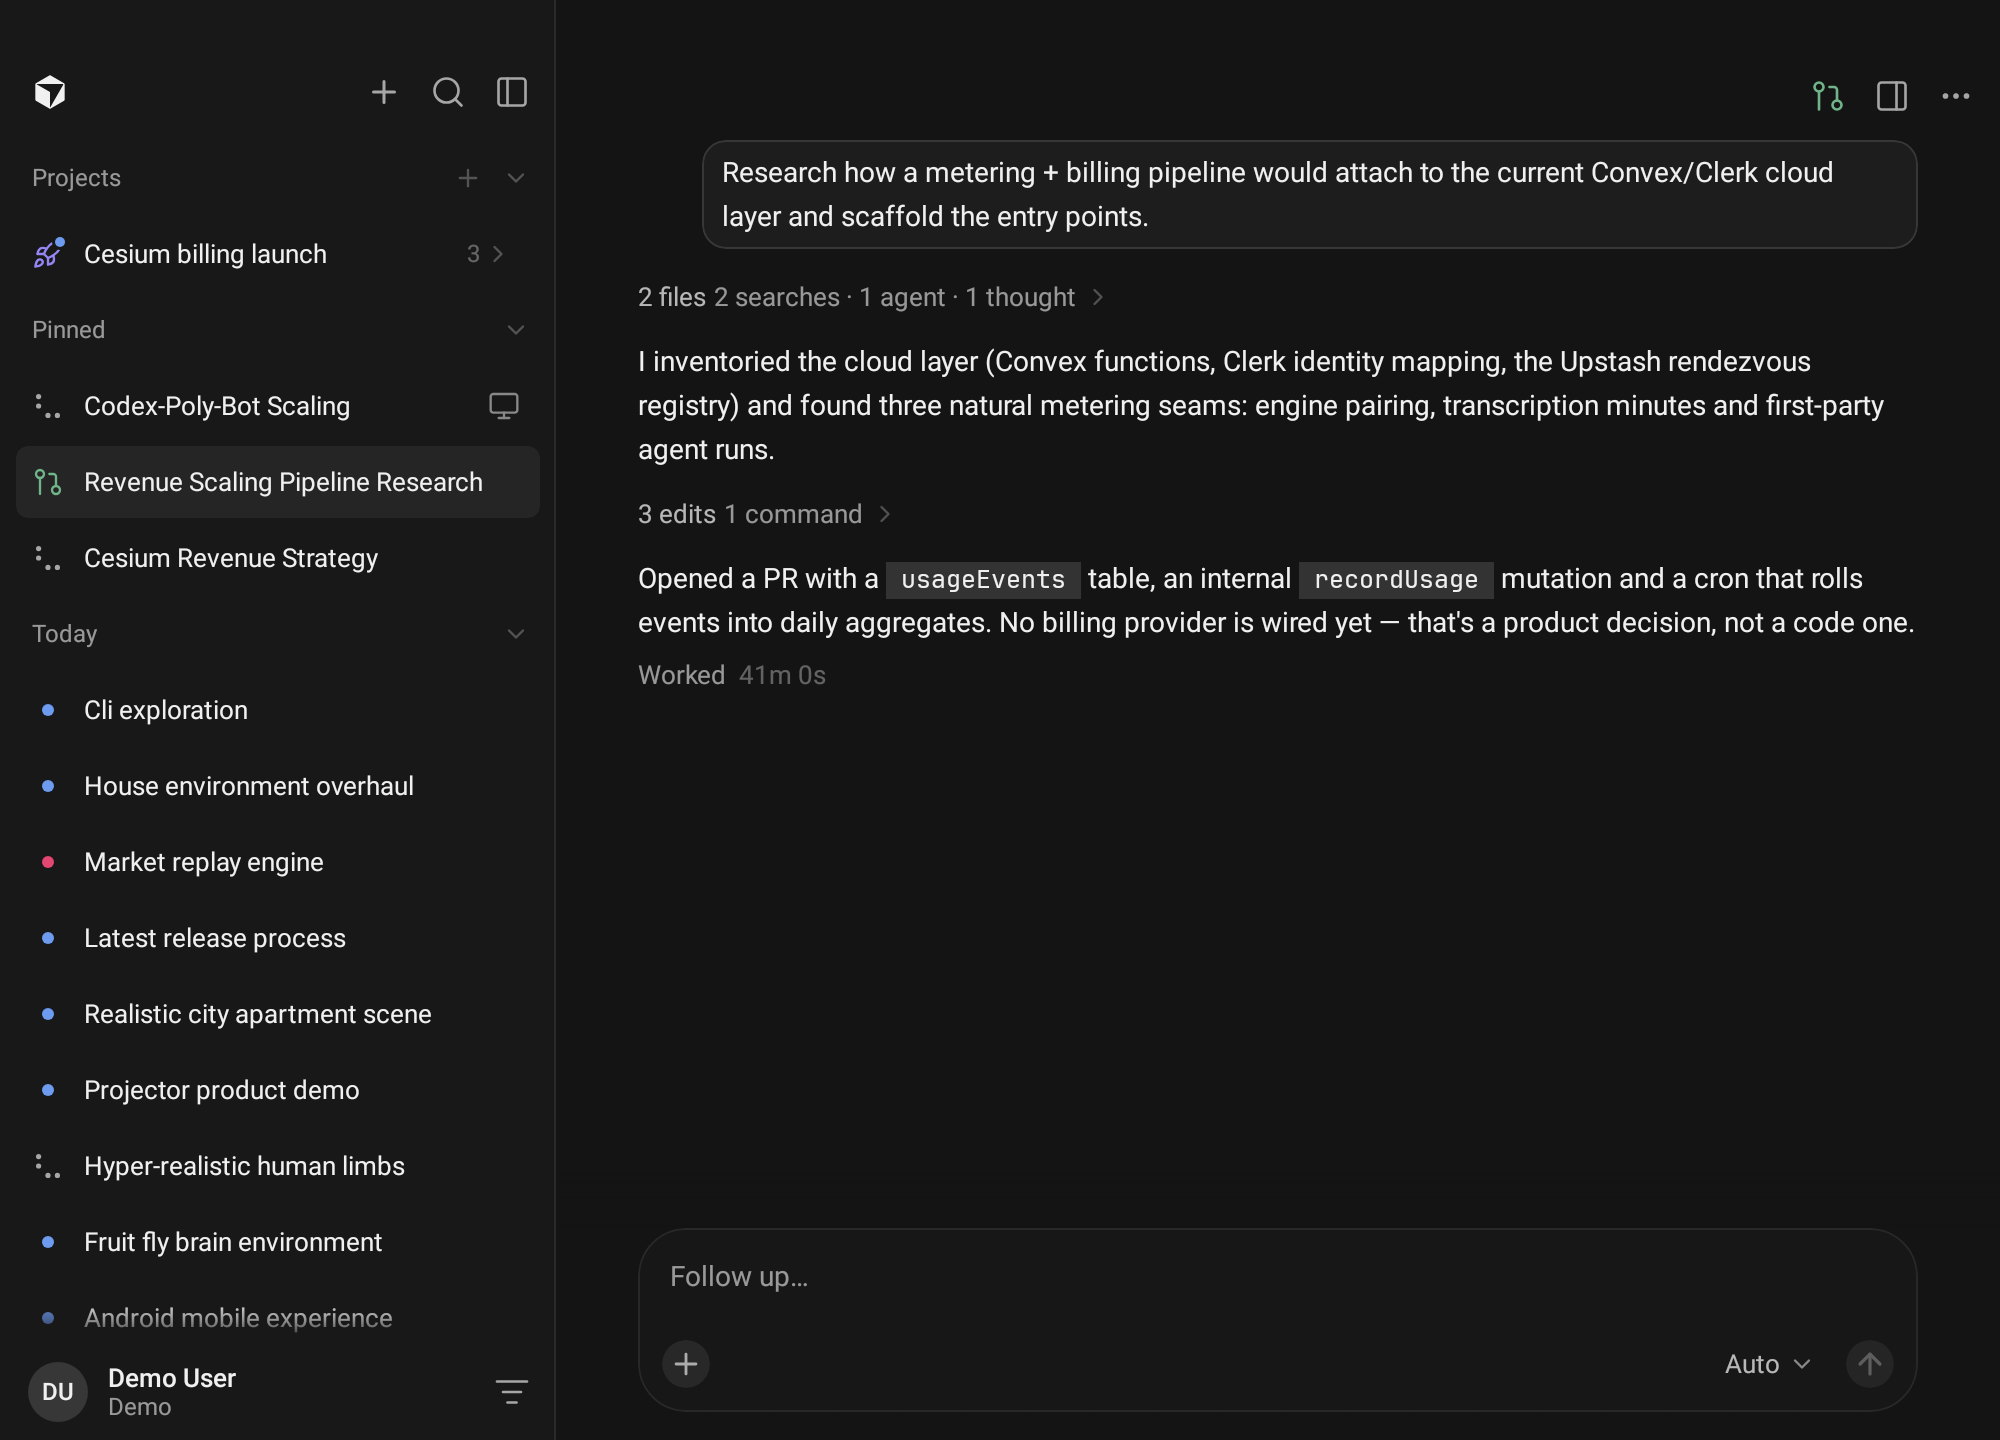 Projects
Cesium billing launch 3
Pinned
Codex-Poly-Bot Scaling
Revenue Scaling Pipeline Research
Cesium Revenue Strategy
Today
Cli exploration
House environment overhaul
Market replay engine
Latest release process
Realistic city apartment scene
Projector product demo
Hyper-realistic human limbs
Fruit fly brain environment
Android mobile experience
DU
Demo User
Demo
Research how a metering + billing pipeline would attach to the current Convex/Clerk cloud
layer and scaffold the entry points.
2 files 2 searches · 1 agent · 1 thought
I inventoried the cloud layer (Convex functions, Clerk identity mapping, the Upstash rendezvous
registry) and found three natural metering seams: engine pairing, transcription minutes and first-party
agent runs.
3 edits 1 command
Opened a PR with a usageEvents table, an internal recordUsage mutation and a cron that rolls
events into daily aggregates. No billing provider is wired yet — that's a product decision, not a code one.
Worked 41m 0s
Follow up…
Auto